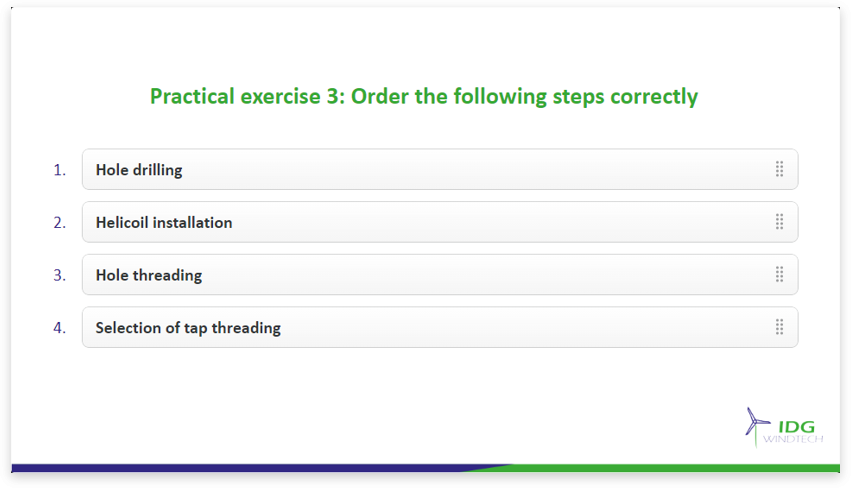 Practical exercise 3: Order the following steps correctly
1. Hole drilling
2. Helicoil installation
3. Hole threading
4. Selection of tap threading
IDG
WINDTECH